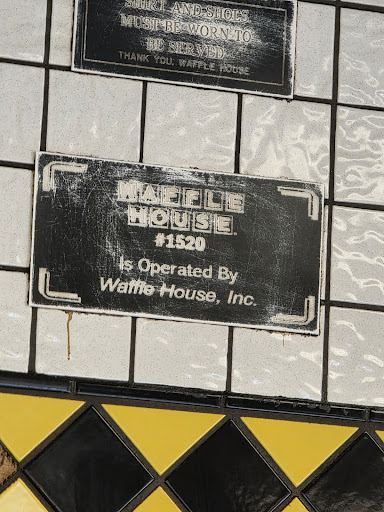 SHIRT AND SHOES
MUST BE WORN TO
BE SERVED
THANK YOU, WAFFLE HOUSE
WAFFLE
HOUSE
#1520
Is Operated By
Waffle House, Inc.